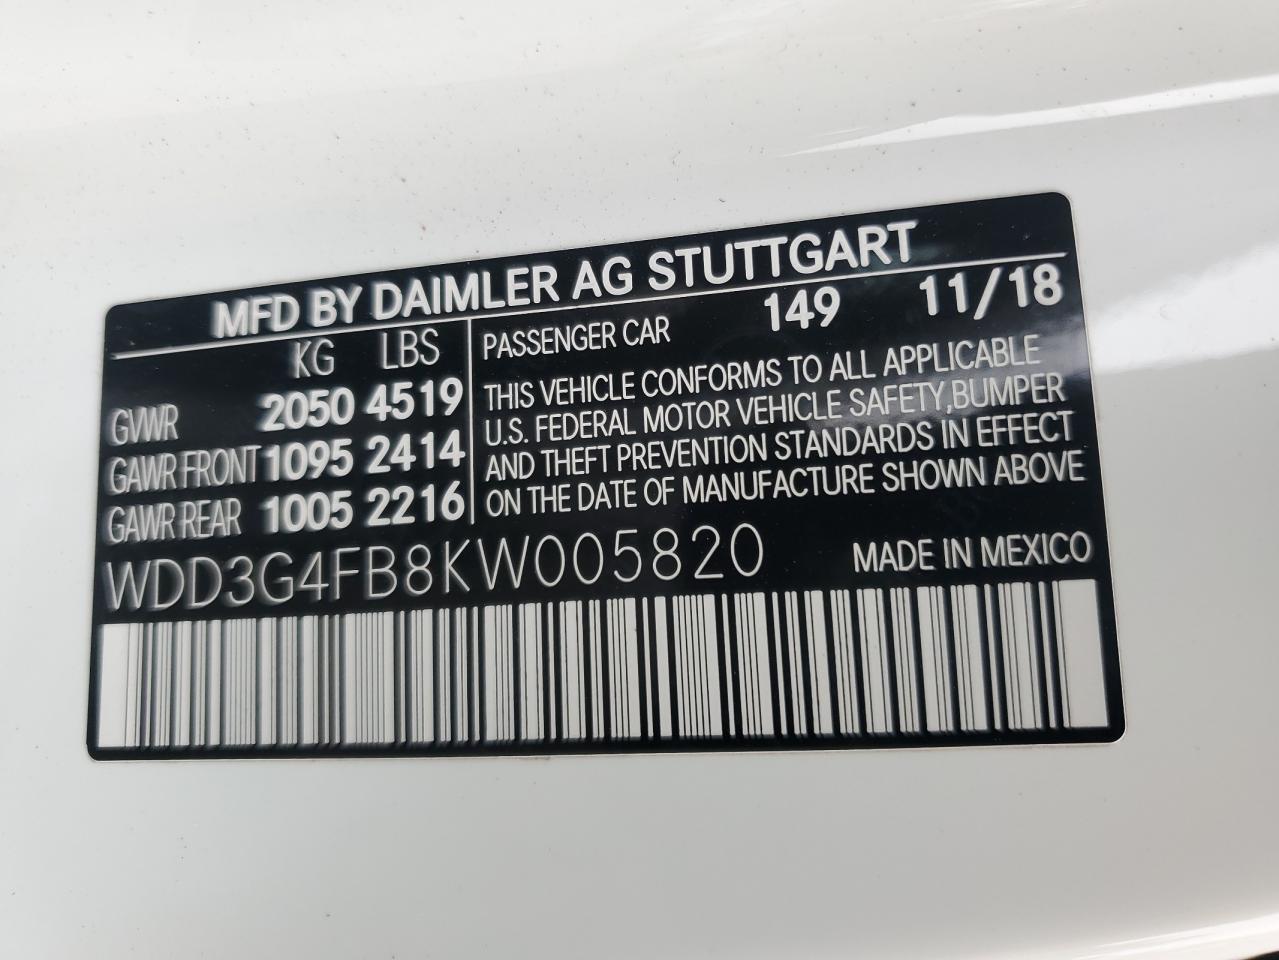 MFD BY DAIMLER AG STUTTGART
KG LBS
GVWR 2050 4519
GAWR FRONT 1095 2414
GAWR REAR 1005 2216
PASSENGER CAR 149 11/18
THIS VEHICLE CONFORMS TO ALL APPLICABLE
U.S. FEDERAL MOTOR VEHICLE SAFETY,BUMPER
AND THEFT PREVENTION STANDARDS IN EFFECT
ON THE DATE OF MANUFACTURE SHOWN ABOVE
WDD3G4FB8KW005820 MADE IN MEXICO